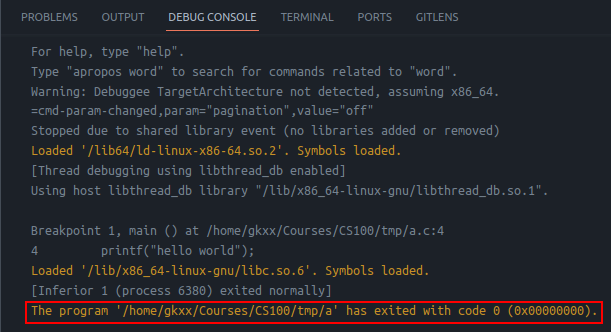 PROBLEMS OUTPUT DEBUG CONSOLE TERMINAL PORTS GITLENS
For help, type "help".
Type "apropos word" to search for commands related to "word".
Warning: Debuggee TargetArchitecture not detected, assuming x86_64.
=cmd-param-changed,param="pagination",value="off"
Stopped due to shared library event (no libraries added or removed)
Loaded '/lib64/ld-linux-x86-64.so.2'. Symbols loaded.
[Thread debugging using libthread_db enabled]
Using host libthread_db library "/lib/x86_64-linux-gnu/libthread_db.so.1".
Breakpoint 1, main () at /home/gkxx/Courses/CS100/tmp/a.c:4
4 printf("hello world");
Loaded '/lib/x86_64-linux-gnu/libc.so.6'. Symbols loaded.
[Inferior 1 (process 6380) exited normally]
The program '/home/gkxx/Courses/CS100/tmp/a' has exited with code 0 (0x00000000).